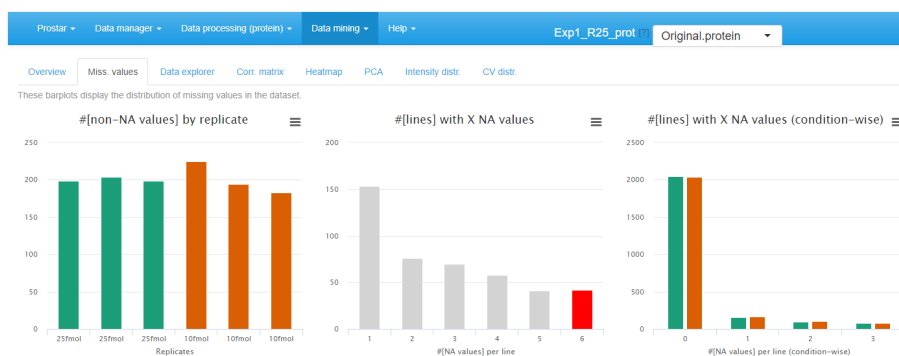 Prostar Data manager Data processing (protein) Data mining Help Exp1_R25_prot [?] Original.protein
Overview Miss. values Data explorer Corr. matrix Heatmap PCA Intensity distr. CV distr.
These barplots display the distribution of missing values in the dataset.
#[non-NA values] by replicate
250
200
150
100
50
0
25fmol 25fmol 25fmol 10fmol 10fmol 10fmol
Replicates
#[lines] with X NA values
200
150
100
50
0
1 2 3 4 5 6
#[NA values] per line
#[lines] with X NA values (condition-wise)
2500
2000
1500
1000
500
0
0 1 2 3
#[NA values] per line (condition-wise)